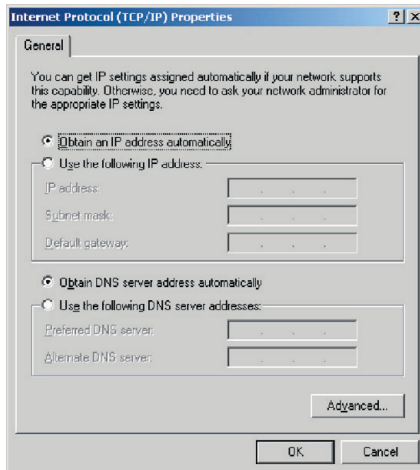 Internet Protocol (TCP/IP) Properties
General
You can get IP settings assigned automatically if your network supports
this capability. Otherwise, you need to ask your network administrator for
the appropriate IP settings.
Obtain an IP address automatically
Use the following IP address:
IP address:
Subnet mask:
Default gateway:
Obtain DNS server address automatically
Use the following DNS server addresses:
Preferred DNS server:
Alternate DNS server:
Advanced...
OK Cancel